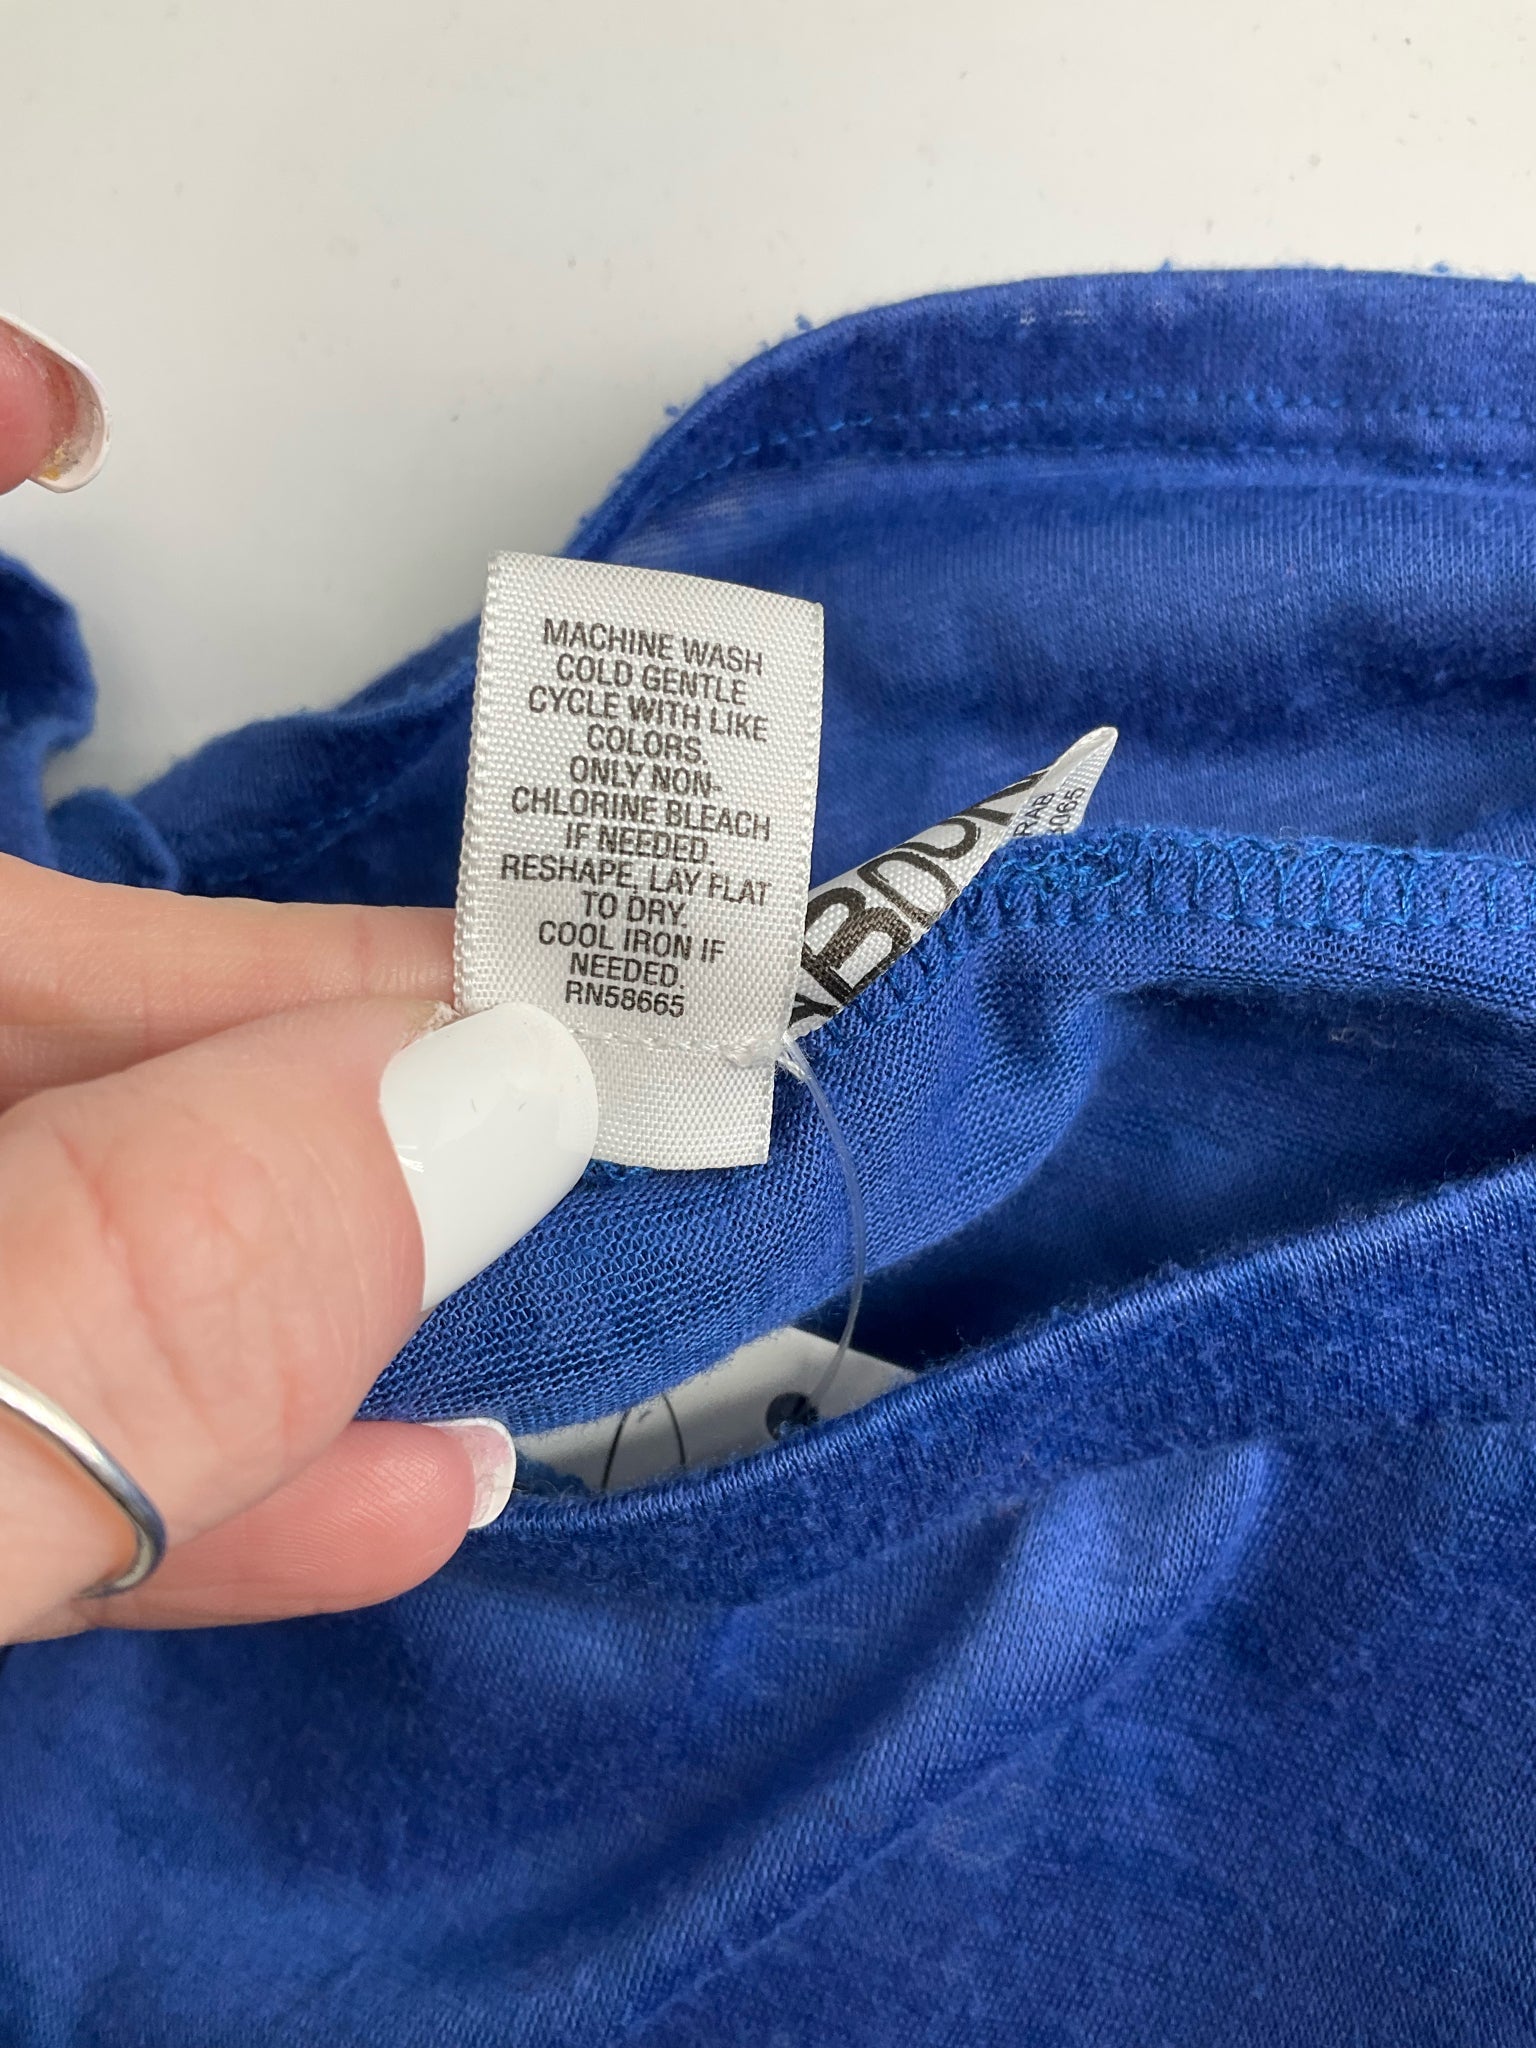 MACHINE WASH
COLD GENTLE
CYCLE WITH LIKE
COLORS.
ONLY NON-
CHLORINE BLEACH
IF NEEDED.
RESHAPE, LAY FLAT
TO DRY.
COOL IRON IF
NEEDED.
RN58665